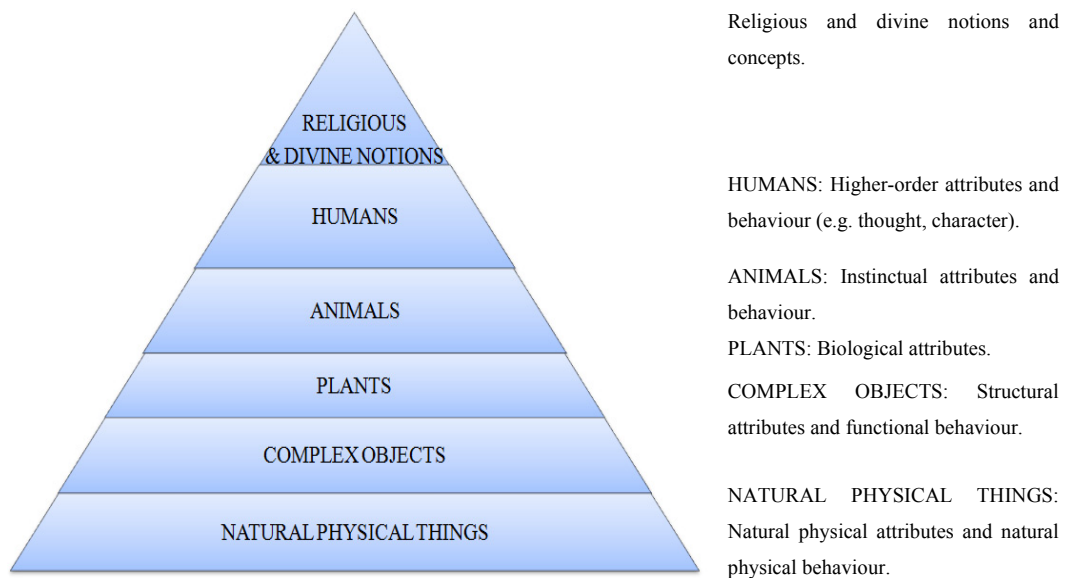 RELIGIOUS
& DIVINE NOTIONS
HUMANS
ANIMALS
PLANTS
COMPLEX OBJECTS
NATURAL PHYSICAL THINGS
Religious and divine notions and
concepts.
HUMANS: Higher-order attributes and
behaviour (e.g. thought, character).
ANIMALS: Instinctual attributes and
behaviour.
PLANTS: Biological attributes.
COMPLEX OBJECTS: Structural
attributes and functional behaviour.
NATURAL PHYSICAL THINGS:
Natural physical attributes and natural
physical behaviour.